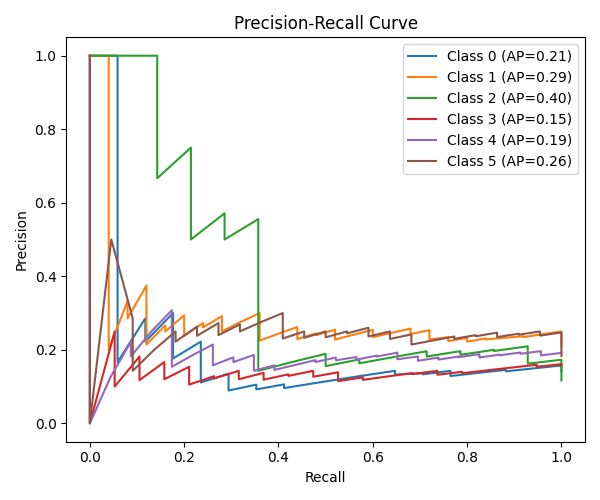 Precision-Recall Curve
Precision
1.0
0.8
0.6
0.4
0.2
0.0
Class 0 (AP=0.21)
Class 1 (AP=0.29)
Class 2 (AP=0.40)
Class 3 (AP=0.15)
Class 4 (AP=0.19)
Class 5 (AP=0.26)
0.0 0.2 0.4 0.6 0.8 1.0
Recall